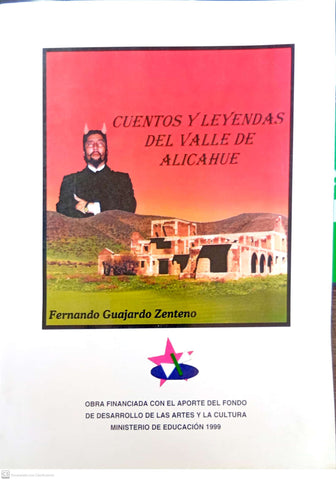 CUENTOS Y LEYENDAS
DEL VALLE DE
ALICAHUE
Fernando Guajardo Zenteno
OBRA FINANCIADA CON EL APORTE DEL FONDO
DE DESARROLLO DE LAS ARTES Y LA CULTURA
MINISTERIO DE EDUCACIÓN 1999